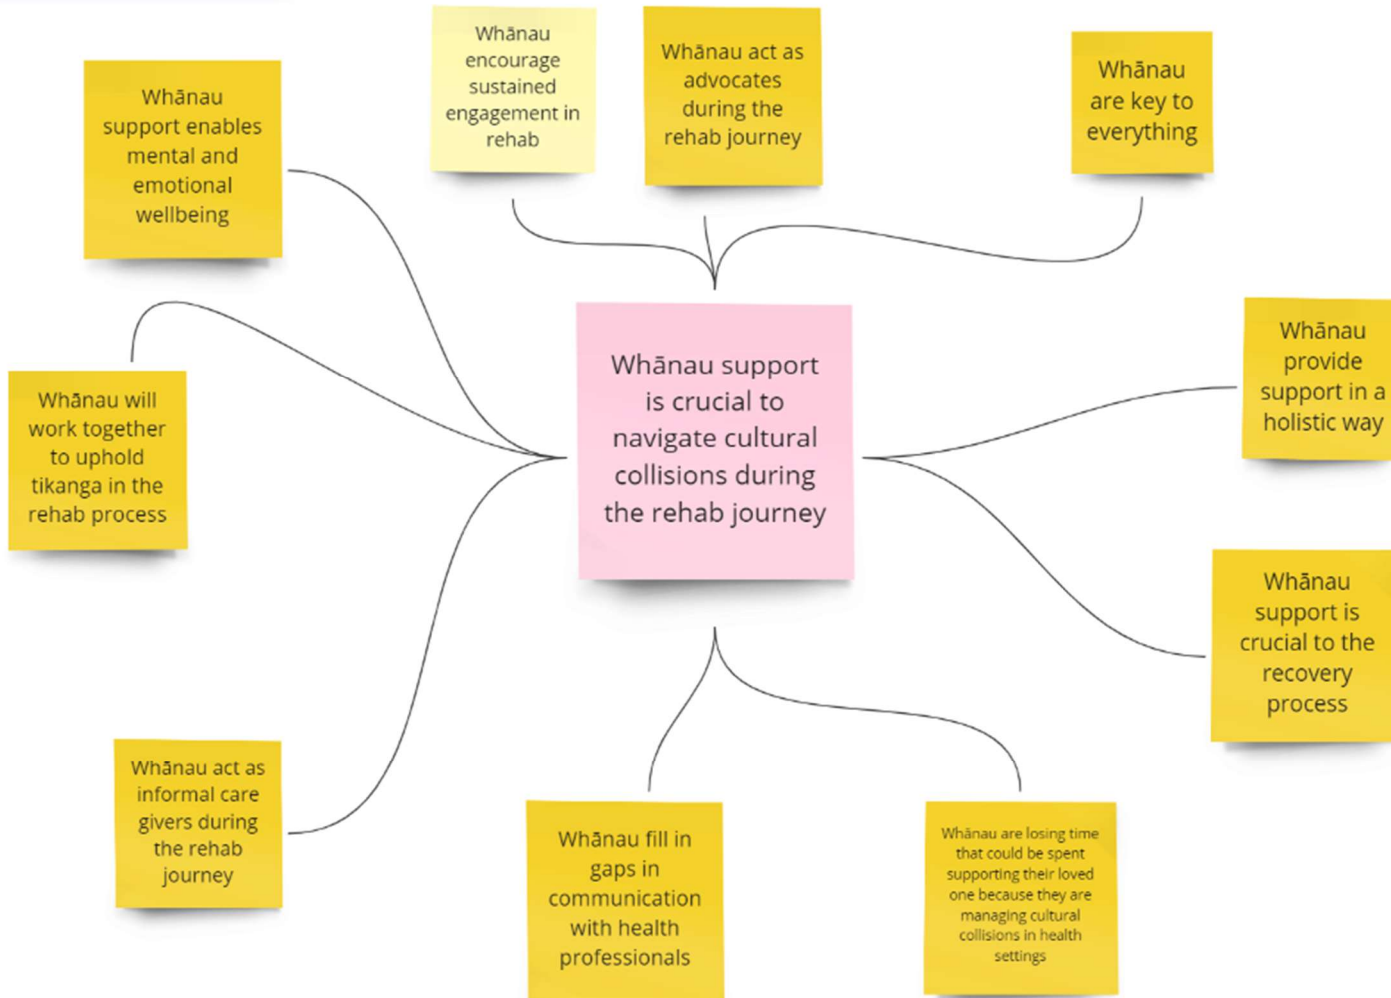 Whānau
encourage
sustained
engagement in
rehab
Whānau act as
advocates
during the
rehab journey
Whānau
are key to
everything
Whānau
support enables
mental and
emotional
wellbeing
Whānau support
is crucial to
navigate cultural
collisions during
the rehab journey
Whānau
provide
support in a
holistic way
Whānau will
work together
to uphold
tikanga in the
rehab process
Whānau
support is
crucial to the
recovery
process
Whānau act as
informal care
givers during
the rehab
journey
Whānau fill in
gaps in
communication
with health
professionals
Whānau are losing time
that could be spent
supporting their loved
one because they are
managing cultural
collisions in health
settings